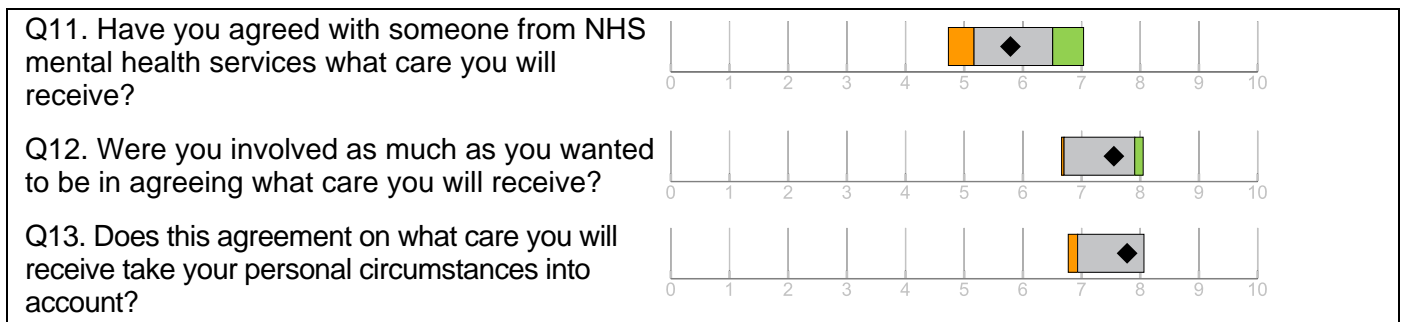 Q11. Have you agreed with someone from NHS
mental health services what care you will
receive?
0 1 2 3 4 5 6 7 8 9 10
Q12. Were you involved as much as you wanted
to be in agreeing what care you will receive?
0 1 2 3 4 5 6 7 8 9 10
Q13. Does this agreement on what care you will
receive take your personal circumstances into
account?
0 1 2 3 4 5 6 7 8 9 10